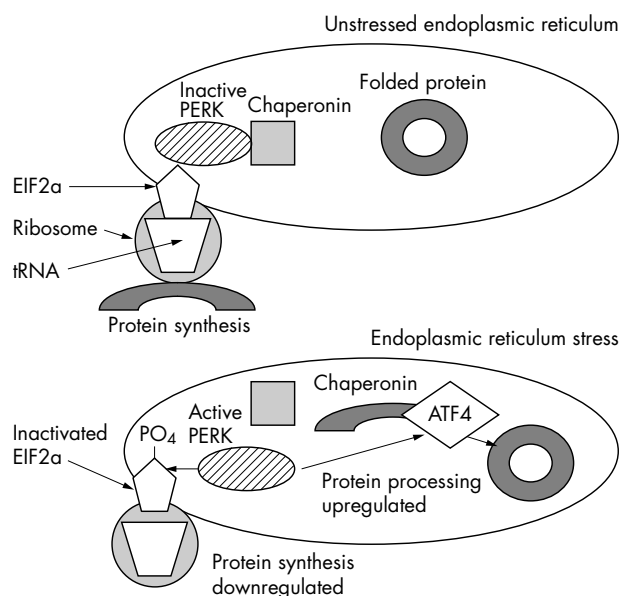 Unstressed endoplasmic reticulum
Inactive
PERK
Chaperonin
Folded protein
EIF2a
Ribosome
tRNA
Protein synthesis
Endoplasmic reticulum stress
Chaperonin
Active
PERK
ATF4
Inactivated
EIF2a
PO4
Protein processing
upregulated
Protein synthesis
downregulated